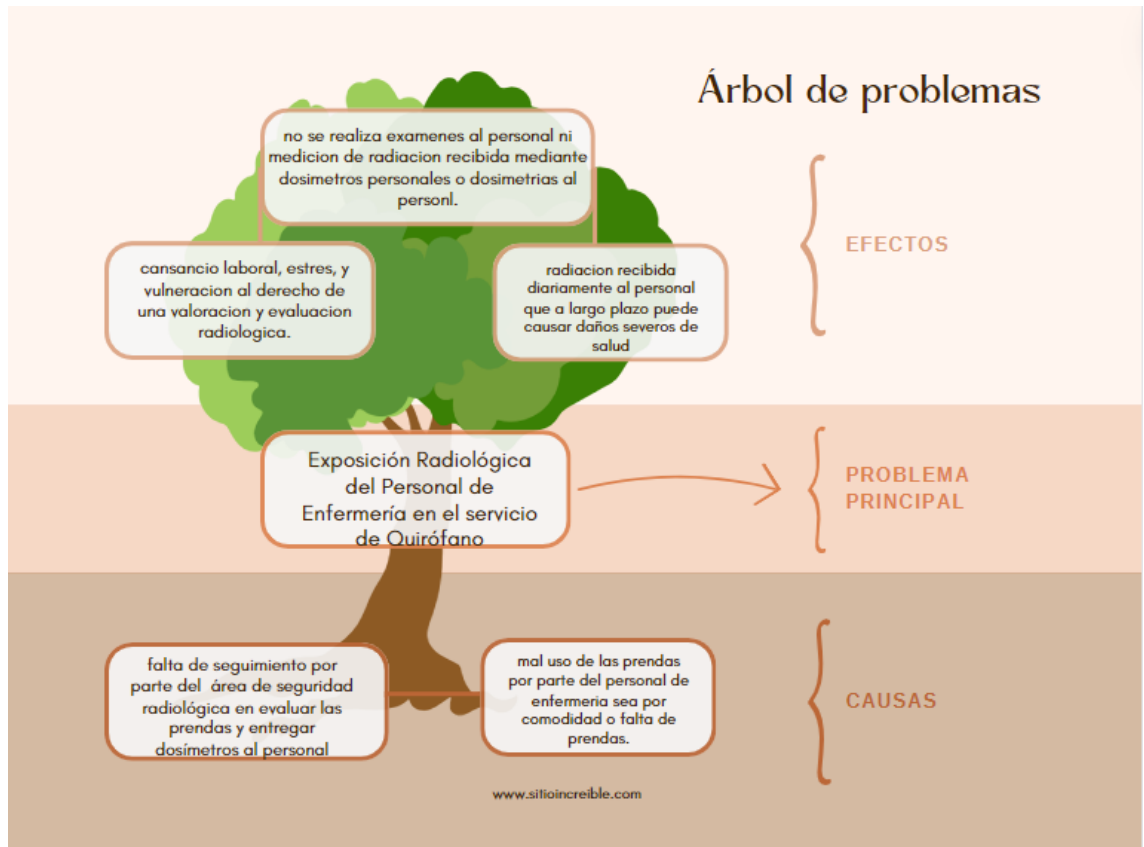 Árbol de problemas
no se realiza examenes al personal ni
medicion de radiacion recibida mediante
dosimetros personales o dosimetrias al
personl.
cansancio laboral, estres, y
vulneracion al derecho de
una valoracion y evaluacion
radiologica.
radiacion recibida
diariamente al personal
que a largo plazo puede
causar daños severos de
salud
EFECTOS
Exposición Radiológica
del Personal de
Enfermería en el servicio
de Quirófano
PROBLEMA
PRINCIPAL
falta de seguimiento por
parte del área de seguridad
radiológica en evaluar las
prendas y entregar
dosímetros al personal
mal uso de las prendas
por parte del personal de
enfermeria sea por
comodidad o falta de
prendas.
CAUSAS
www.sitioincreible.com